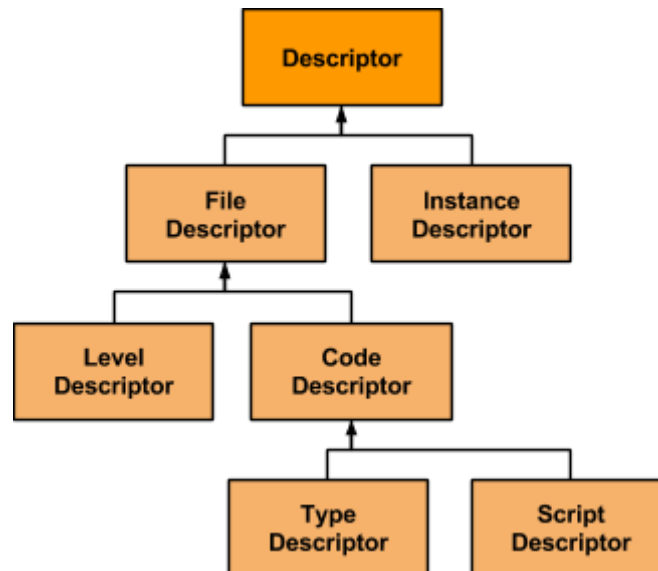 Descriptor
File
Descriptor
Instance
Descriptor
Level
Descriptor
Code
Descriptor
Type
Descriptor
Script
Descriptor